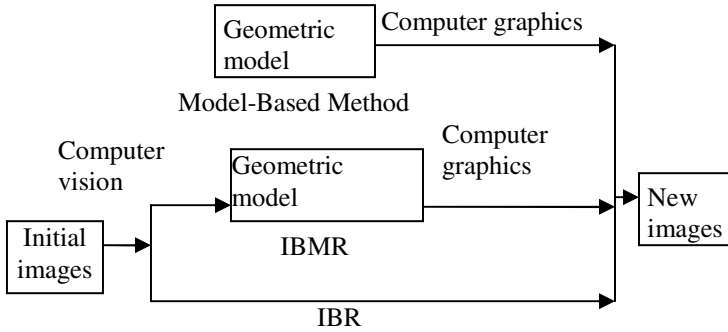 Geometric
model
Computer graphics
Model-Based Method
Computer
vision
Geometric
model
Computer
graphics
IBMR
Initial
images
New
images
IBR